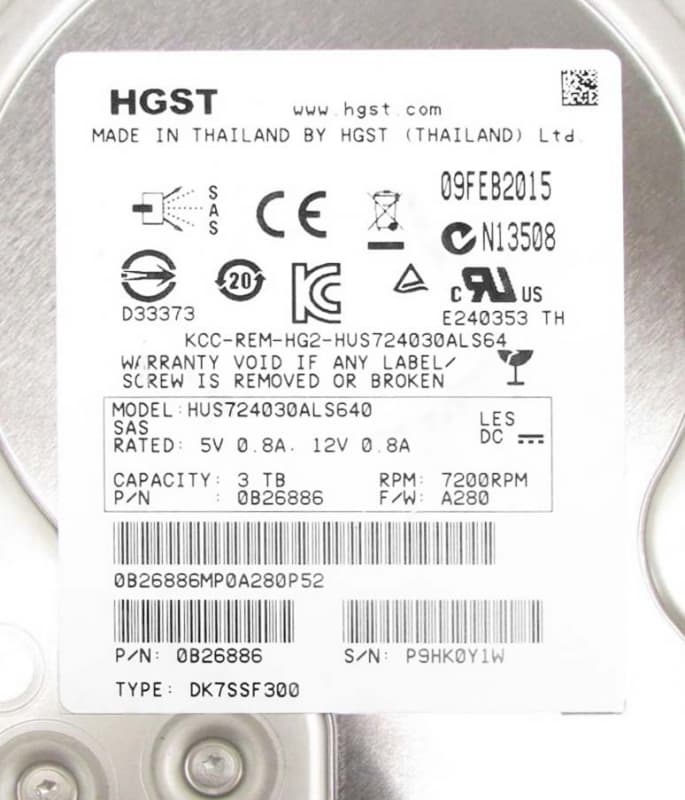 HGST www.hgst.com
MADE IN THAILAND BY HGST (THAILAND) Ltd.
SAS
CE
09FEB2015
N13508
D33373
20
c RU US
E240353 TH
KCC-REM-HG2-HUS724030ALS64
WARRANTY VOID IF ANY LABEL/
SCREW IS REMOVED OR BROKEN
MODEL: HUS724030ALS640
SAS
LES
RATED: 5V 0.8A. 12V 0.8A
DC
CAPACITY: 3 TB RPM: 7200RPM
P/N : 0B26886 F/W: A280
0B26886MP0A280P52
P/N: 0B26886 S/N: P9HK0Y1W
TYPE: DK7SSF300